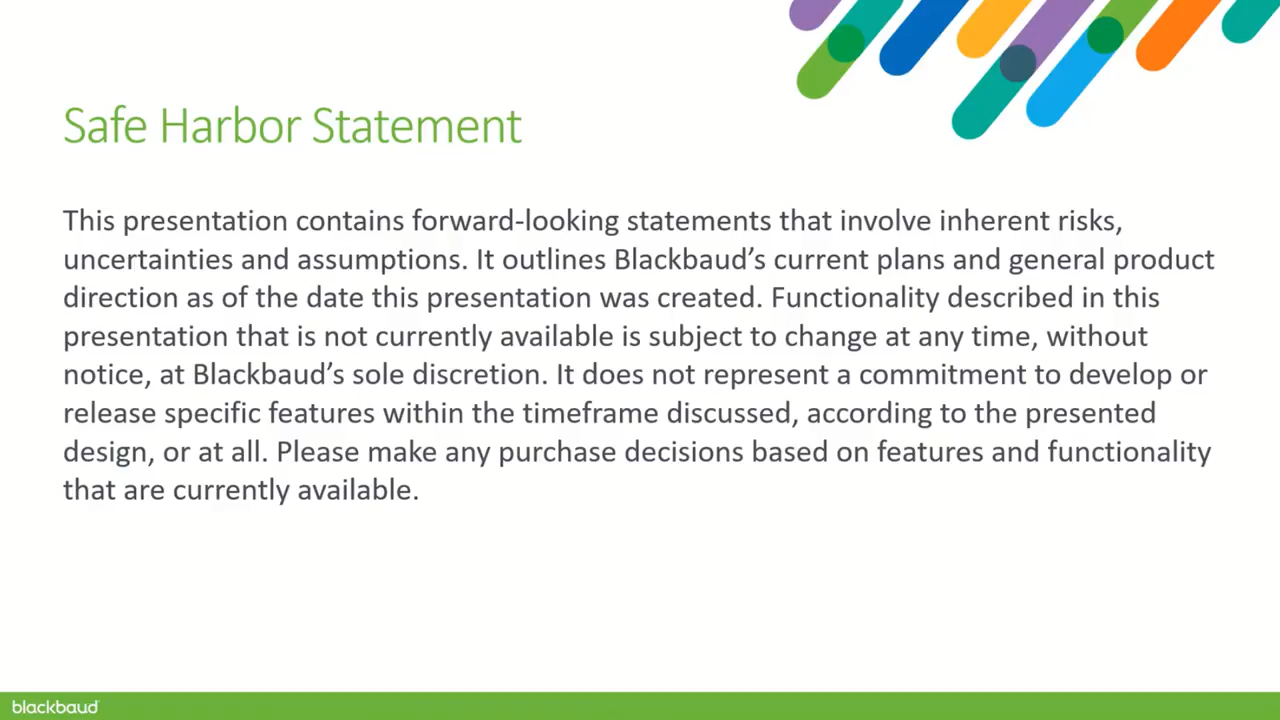 Safe Harbor Statement
This presentation contains forward-looking statements that involve inherent risks,
uncertainties and assumptions. It outlines Blackbaud’s current plans and general product
direction as of the date this presentation was created. Functionality described in this
presentation that is not currently available is subject to change at any time, without
notice, at Blackbaud’s sole discretion. It does not represent a commitment to develop or
release specific features within the timeframe discussed, according to the presented
design, or at all. Please make any purchase decisions based on features and functionality
that are currently available.
blackbaud